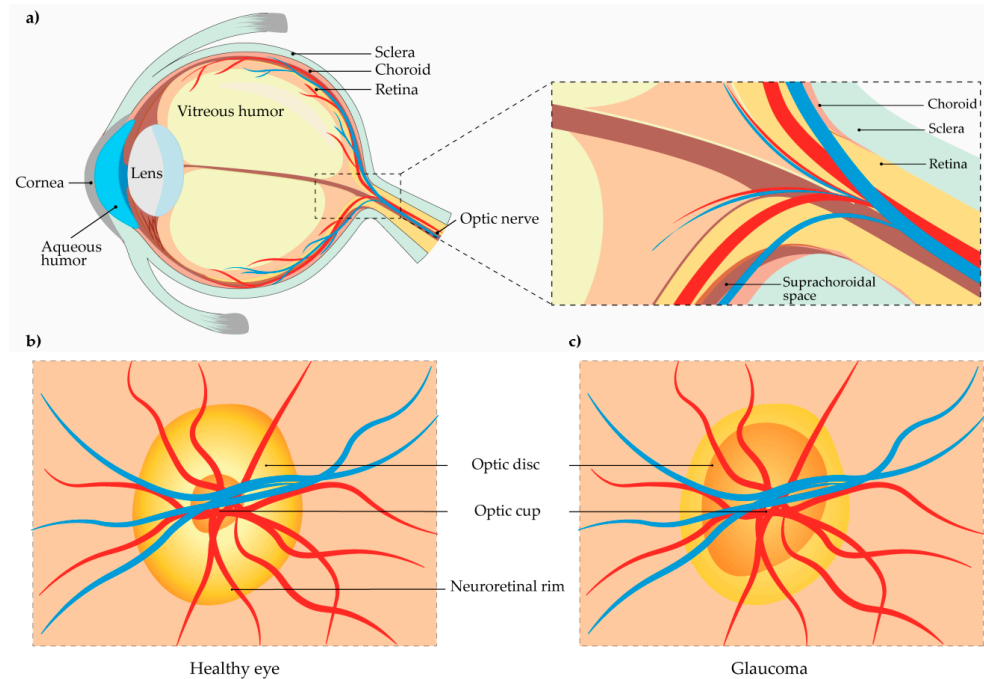 a)
Sclera
Choroid
Retina
Vitreous humor
Lens
Cornea
Aqueous
humor
Optic nerve
Choroid
Sclera
Retina
Suprachoroidal
space
b)
c)
Optic disc
Optic cup
Neuroretinal rim
Healthy eye
Glaucoma